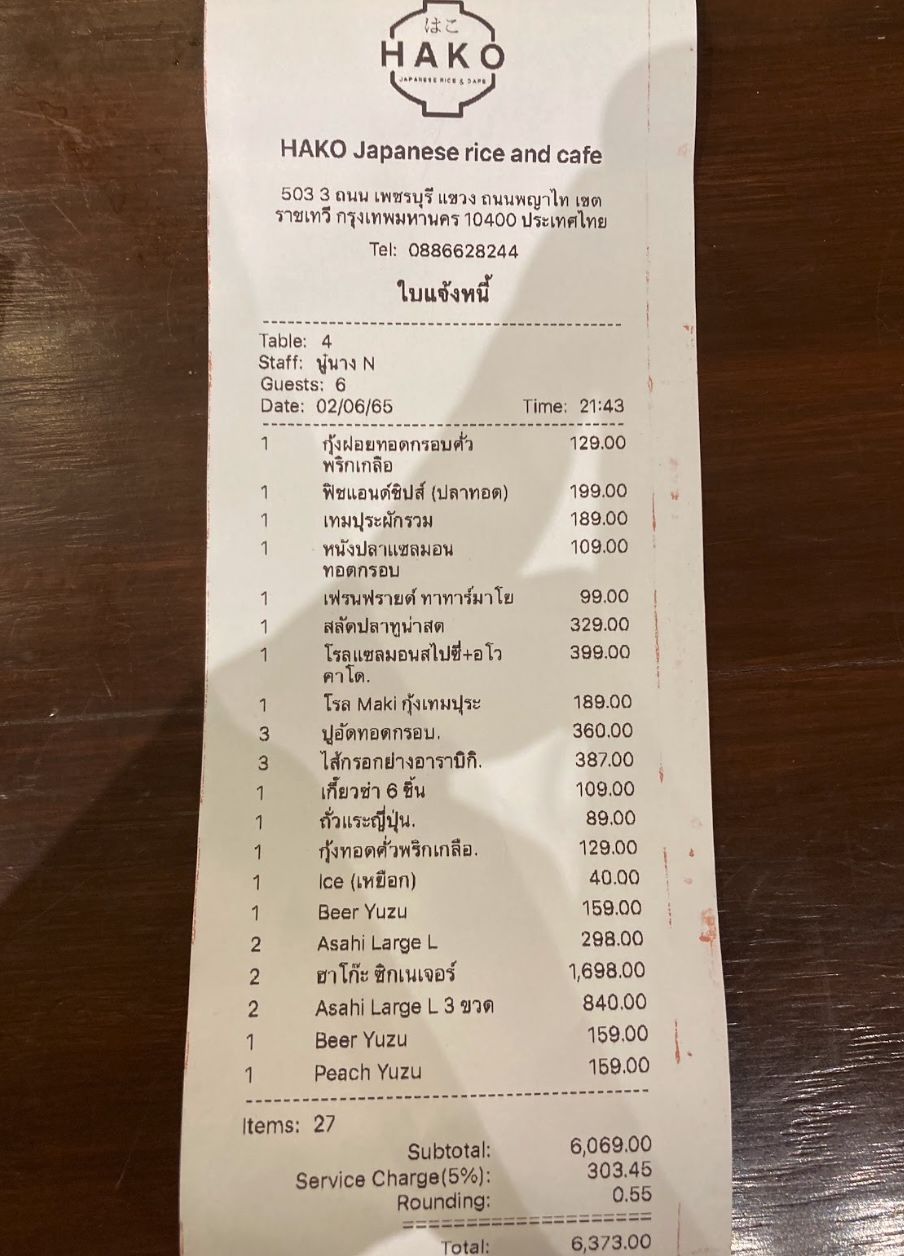 はこ
HAKO
JAPANESE RICE & CAFE
HAKO Japanese rice and cafe
503 3 ถนน เพชรบุรี แขวง ถนนพญาไท เขต
ราชเทวี กรุงเทพมหานคร 10400 ประเทศไทย
Tel: 0886628244
ใบแจ้งหนี้
Table: 4
Staff: นู๋นาง N
Guests: 6
Date: 02/06/65 Time: 21:43
1 กุ้งฝอยทอดกรอบคั่ว 129.00
พริกเกลือ
1 ฟิชแอนด์ชิปส์ (ปลาทอด) 199.00
1 เทมปุระผักรวม 189.00
1 หนังปลาแซลมอน 109.00
ทอดกรอบ
1 เฟรนฟรายด์ ทาทาร์มาโย 99.00
1 สลัดปลาทูน่าสด 329.00
1 โรลแซลมอนสไปซี่+อโว 399.00
คาโด.
1 โรล Maki กุ้งเทมปุระ 189.00
3 ปูอัดทอดกรอบ. 360.00
3 ไส้กรอกย่างอาราบิกิ. 387.00
1 เกี๊ยวซ่า 6 ชิ้น 109.00
1 ถั่วแระญี่ปุ่น. 89.00
1 กุ้งทอดคั่วพริกเกลือ. 129.00
1 Ice (เหยือก) 40.00
1 Beer Yuzu 159.00
2 Asahi Large L 298.00
2 ฮาโก๊ะ ซิกเนเจอร์ 1,698.00
2 Asahi Large L 3 ขวด 840.00
1 Beer Yuzu 159.00
1 Peach Yuzu 159.00
Items: 27
Subtotal: 6,069.00
Service Charge(5%): 303.45
Rounding: 0.55
Total: 6,373.00